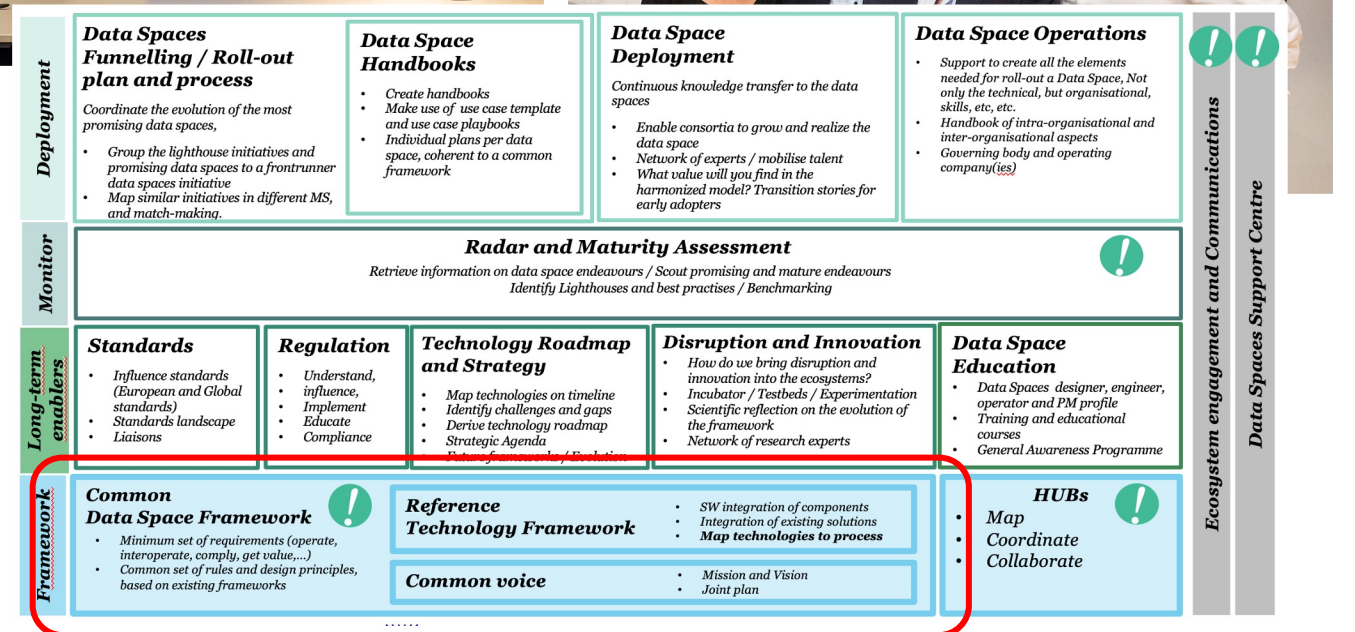 Deployment
Data Spaces
Funnelling / Roll-out
plan and process
Coordinate the evolution of the most
promising data spaces,
• Group the lighthouse initiatives and
promising data spaces to a frontrunner
data spaces initiative
• Map similar initiatives in different MS,
and match-making.
Data Space
Handbooks
• Create handbooks
• Make use of use case template
and use case playbooks
• Individual plans per data
space, coherent to a common
framework
Data Space
Deployment
Continuous knowledge transfer to the data
spaces
• Enable consortia to grow and realize the
data space
• Network of experts / mobilise talent
• What value will you find in the
harmonized model? Transition stories for
early adopters
Data Space Operations
• Support to create all the elements
needed for roll-out a Data Space, Not
only the technical, but organisational,
skills, etc, etc.
• Handbook of intra-organisational and
inter-organisational aspects
• Governing body and operating
company(ies)
Monitor
Radar and Maturity Assessment
Retrieve information on data space endeavours / Scout promising and mature endeavours
Identify Lighthouses and best practises / Benchmarking
!
Long-term
enablers
Standards
• Influence standards
(European and Global
standards)
• Standards landscape
• Liaisons
Regulation
• Understand,
• influence,
• Implement
• Educate
• Compliance
Technology Roadmap
and Strategy
• Map technologies on timeline
• Identify challenges and gaps
• Derive technology roadmap
• Strategic Agenda
• Future frameworks / Evolution
Disruption and Innovation
• How do we bring disruption and
innovation into the ecosystems?
• Incubator / Testbeds / Experimentation
• Scientific reflection on the evolution of
the framework
• Network of research experts
Data Space
Education
• Data Spaces designer, engineer,
operator and PM profile
• Training and educational
courses
• General Awareness Programme
Framework
Common
Data Space Framework
!
• Minimum set of requirements (operate,
interoperate, comply, get value,...)
• Common set of rules and design principles,
based on existing frameworks
Reference
Technology Framework
• SW integration of components
• Integration of existing solutions
• Map technologies to process
Common voice
• Mission and Vision
• Joint plan
HUBs
!
• Map
• Coordinate
• Collaborate
!
Ecosystem engagement and Communications
!
Data Spaces Support Centre